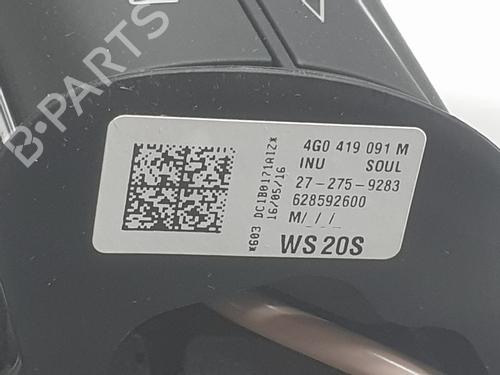 B-PARTS
4G0 419 091 M
INU SOUL
27-275-9283
628592600
M/ / /
WS 20S
*603 DC1B0171A1Z*
16/05/16